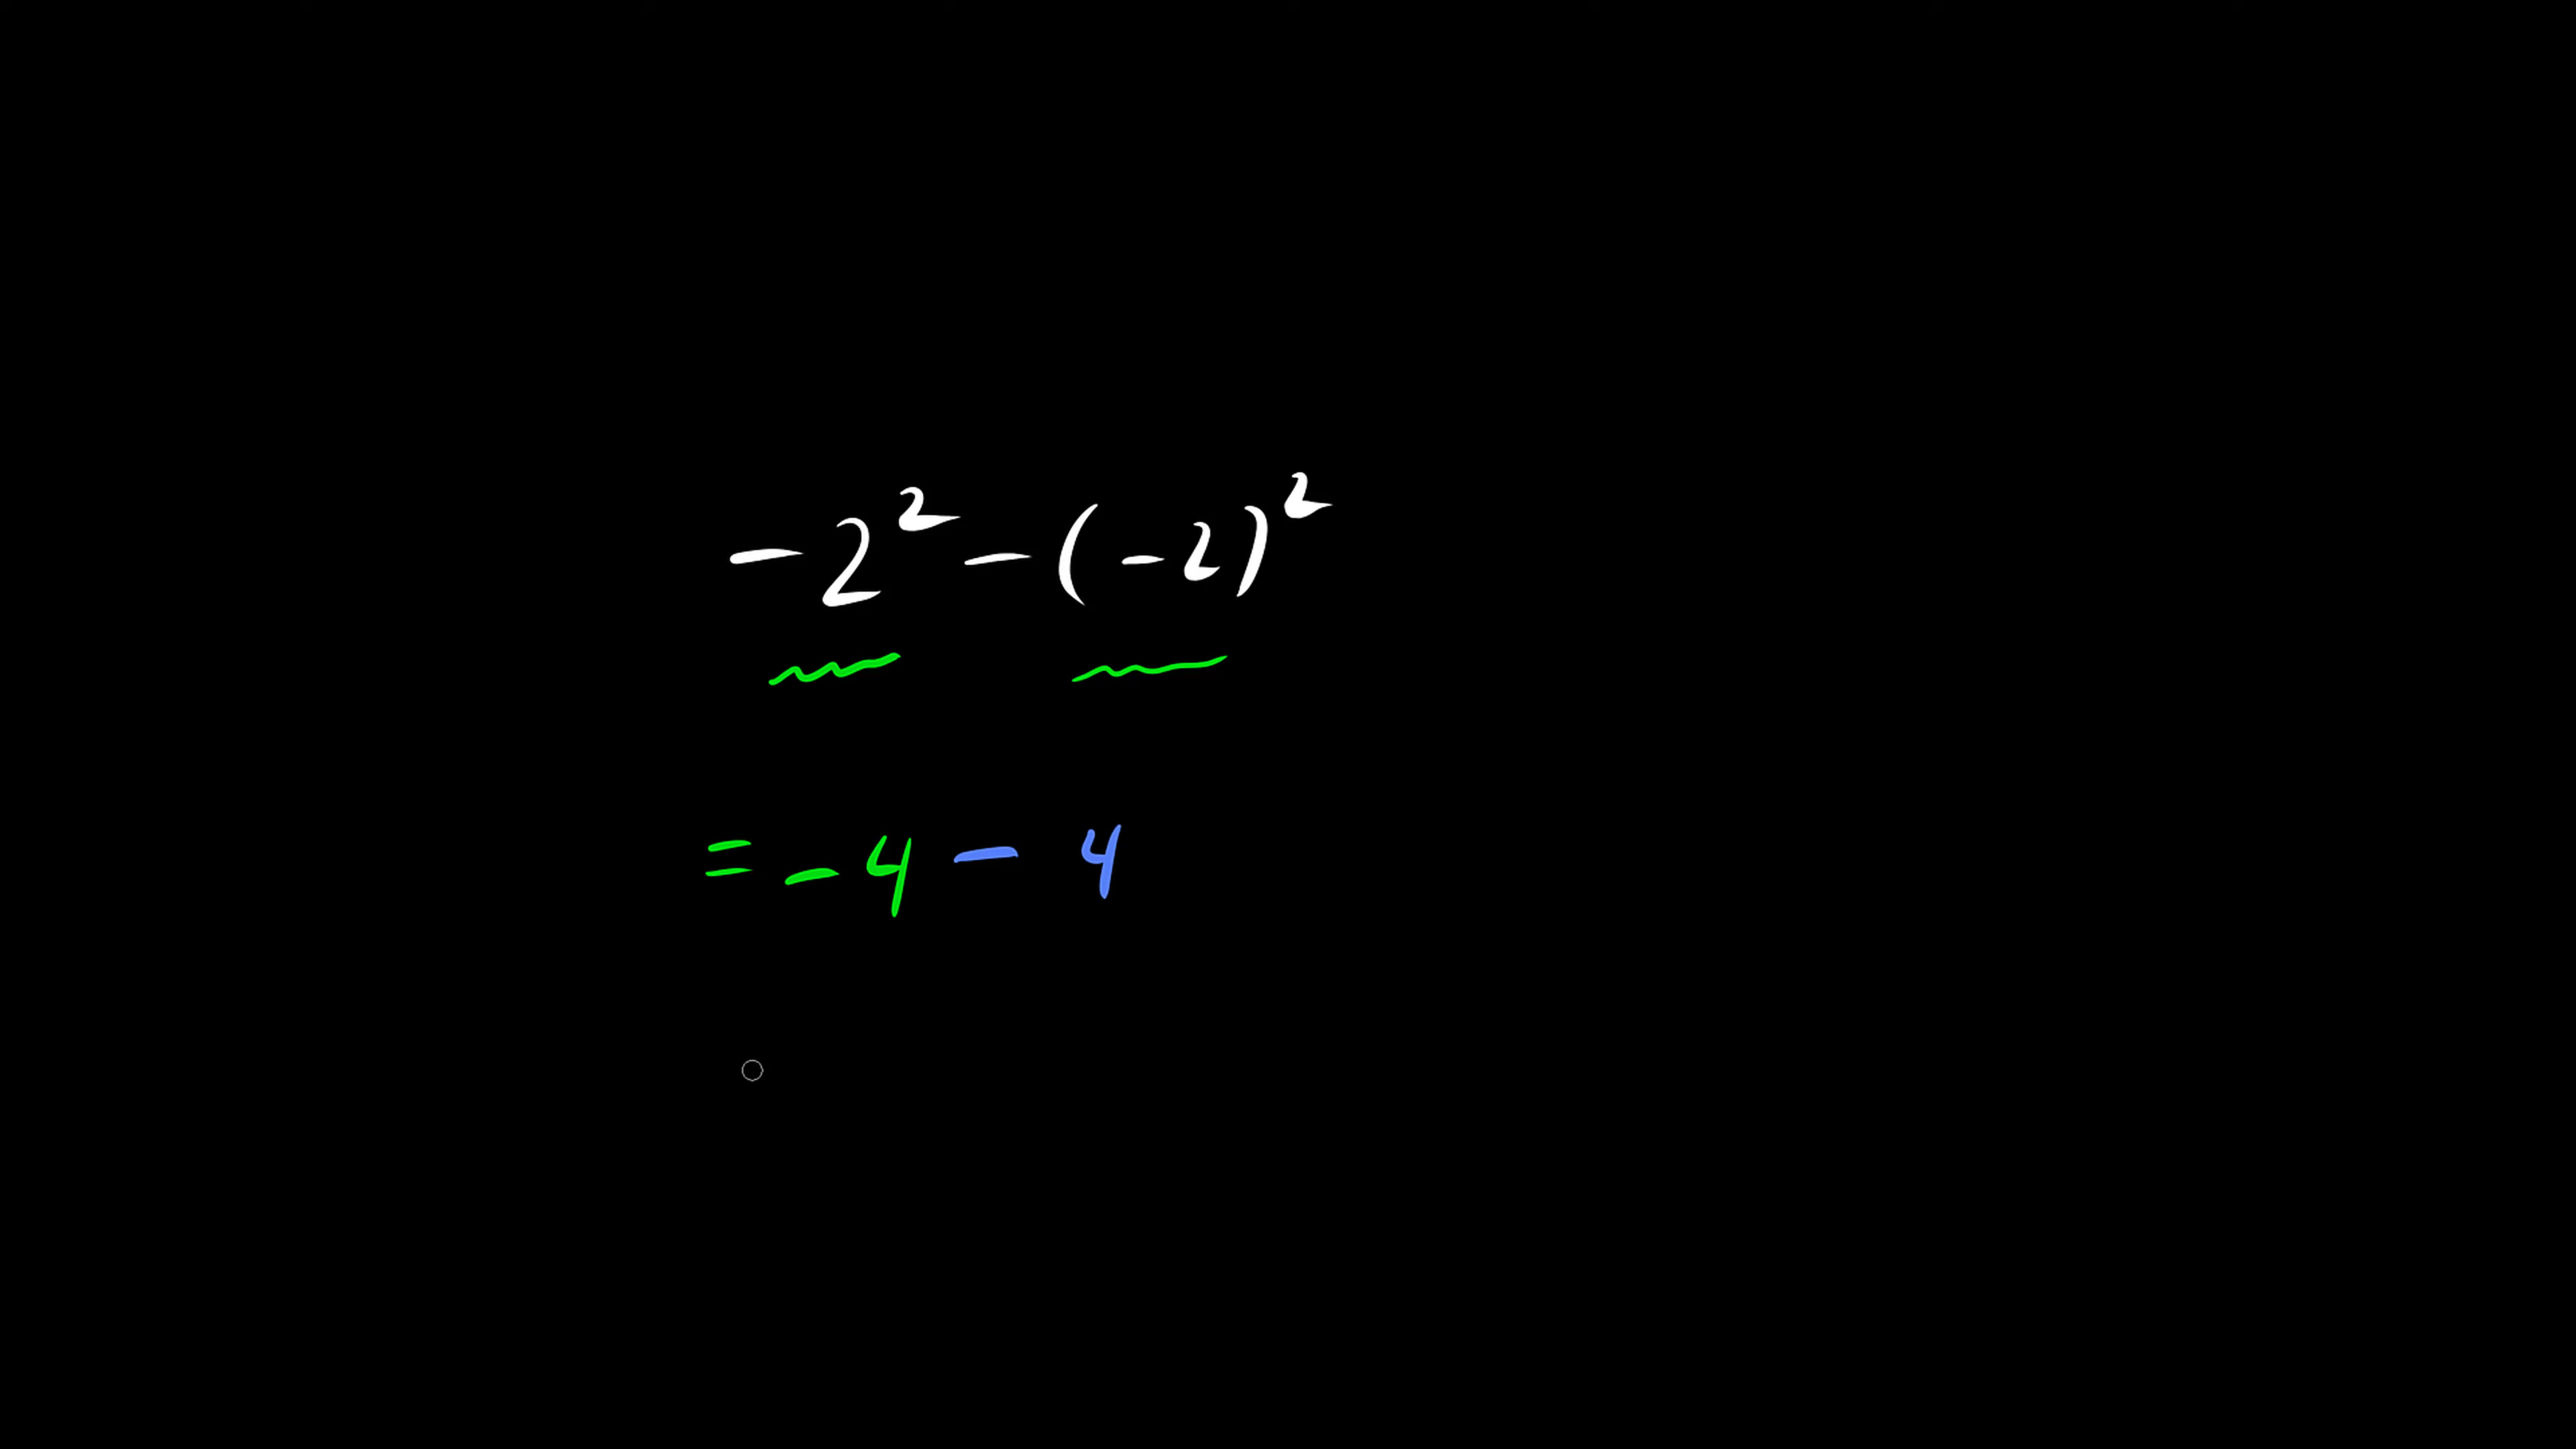 -2² - (-2)²
= -4 - 4